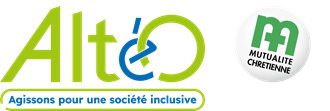 AltéO
Agissons pour une société inclusive
MUTUALITE
CHRETIENNE